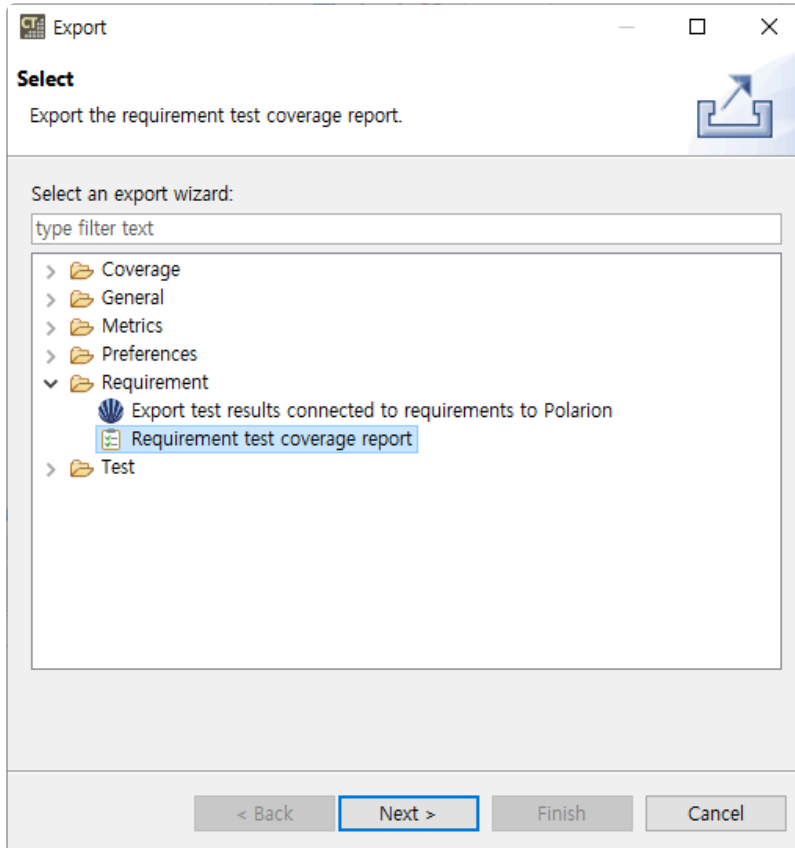 CT
Export
Select
Export the requirement test coverage report.
Select an export wizard:
type filter text
Coverage
General
Metrics
Preferences
Requirement
Export test results connected to requirements to Polarion
Requirement test coverage report
Test
< Back Next > Finish Cancel